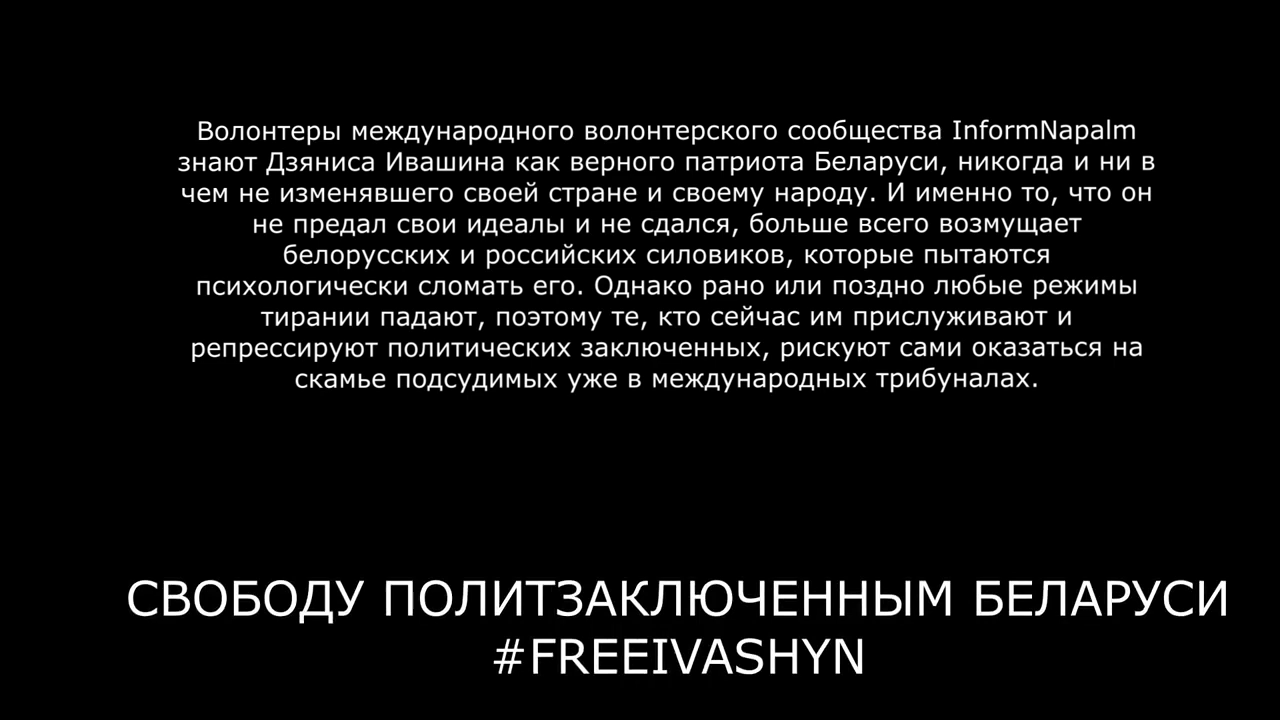 Волонтеры международного волонтерского сообщества InformNapalm
знают Дзяниса Ивашина как верного патриота Беларуси, никогда и ни в
чем не изменявшего своей стране и своему народу. И именно то, что он
не предал свои идеалы и не сдался, больше всего возмущает
белорусских и российских силовиков, которые пытаются
психологически сломать его. Однако рано или поздно любые режимы
тирании падают, поэтому те, кто сейчас им прислуживают и
репрессируют политических заключенных, рискуют сами оказаться на
скамье подсудимых уже в международных трибуналах.
СВОБОДУ ПОЛИТЗАКЛЮЧЕННЫМ БЕЛАРУСИ
#FREEIVASHYN